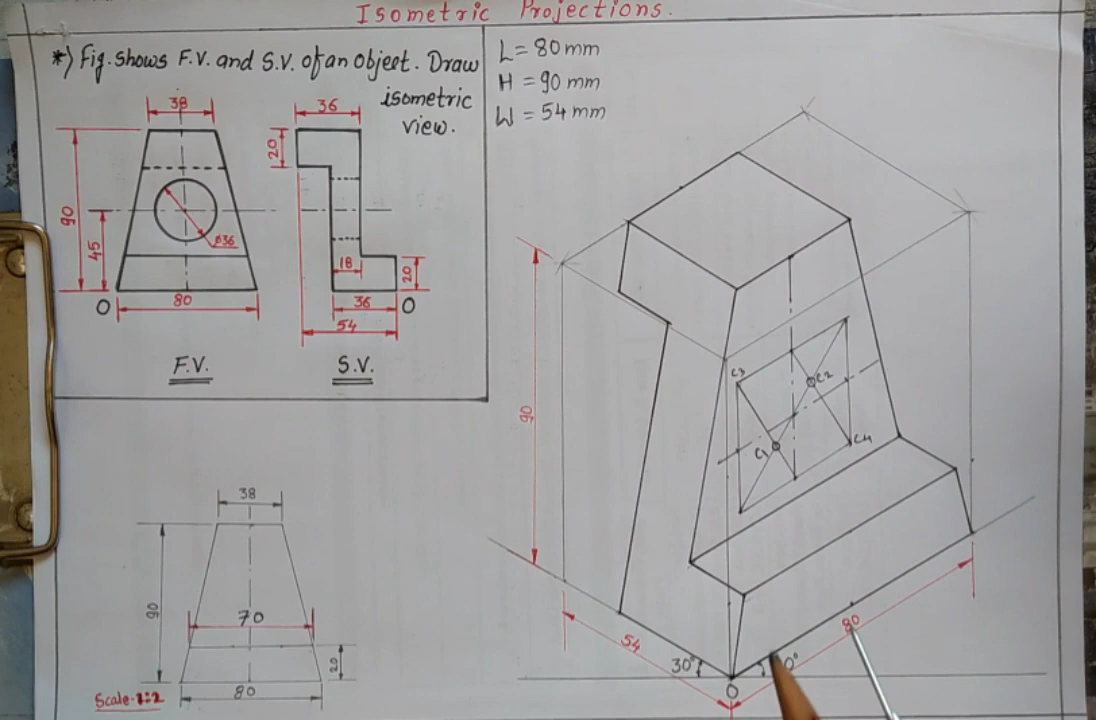 Isometric Projections.
*) Fig. shows F.V. and S.V. of an object. Draw
isometric
view.
L = 80 mm
H = 90 mm
W = 54 mm
38
36
20
90
45
Ø36
18
20
O
80
36
O
54
F.V.
S.V.
38
90
70
20
80
Scale-1:2
90
C3
C2
C1
C4
54
30°
0°
80
O